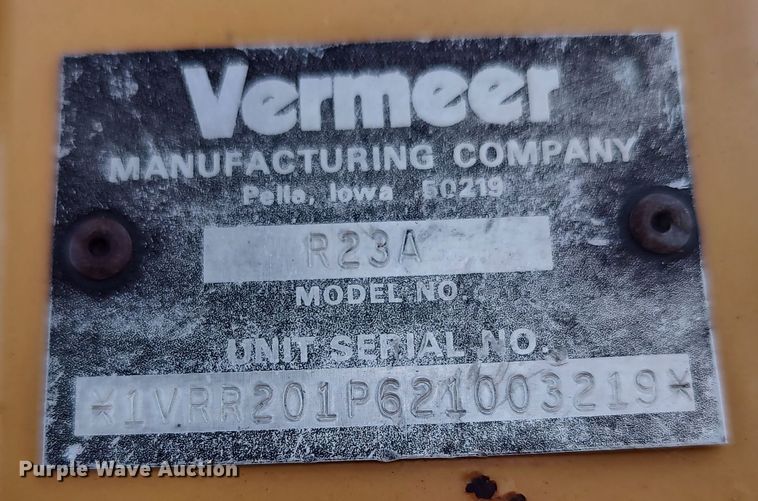 Vermeer
MANUFACTURING COMPANY
Pella, Iowa 50219
R23A
MODEL NO.
UNIT SERIAL NO.
*1VRR201P621003219*
Purple Wave Auction